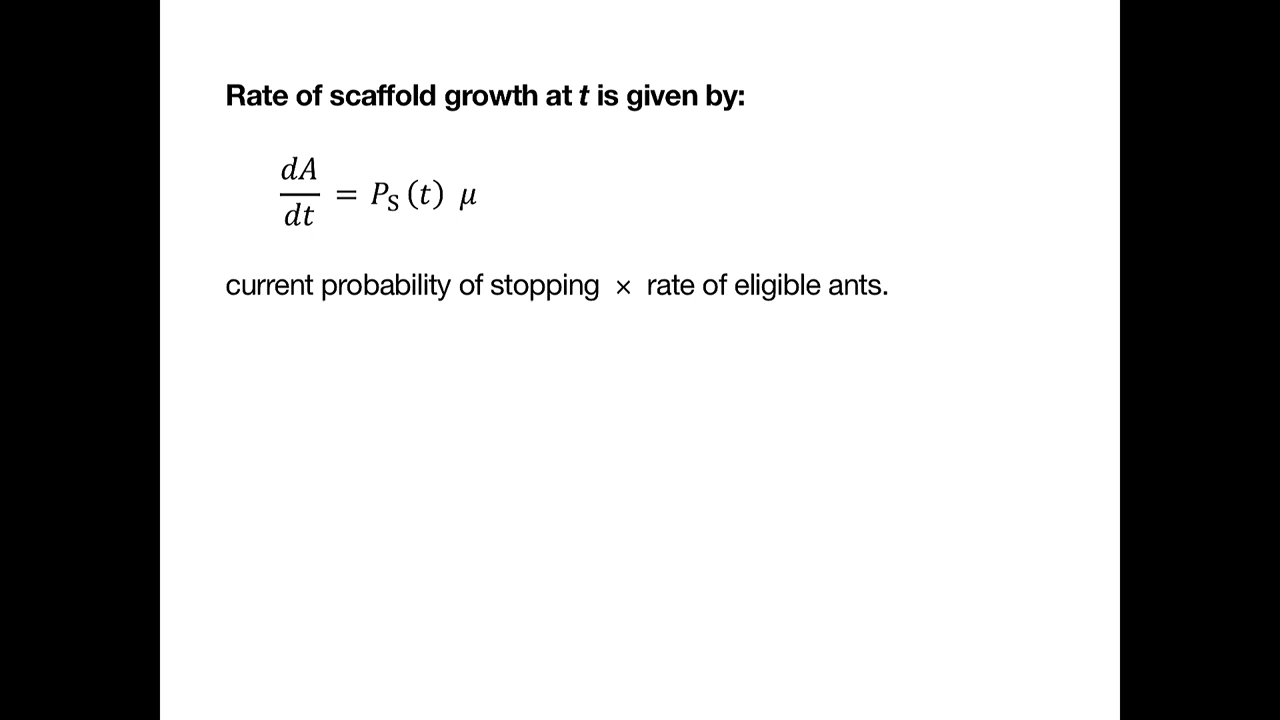 Rate of scaffold growth at t is given by:
dA/dt = P_S (t) μ
current probability of stopping × rate of eligible ants.